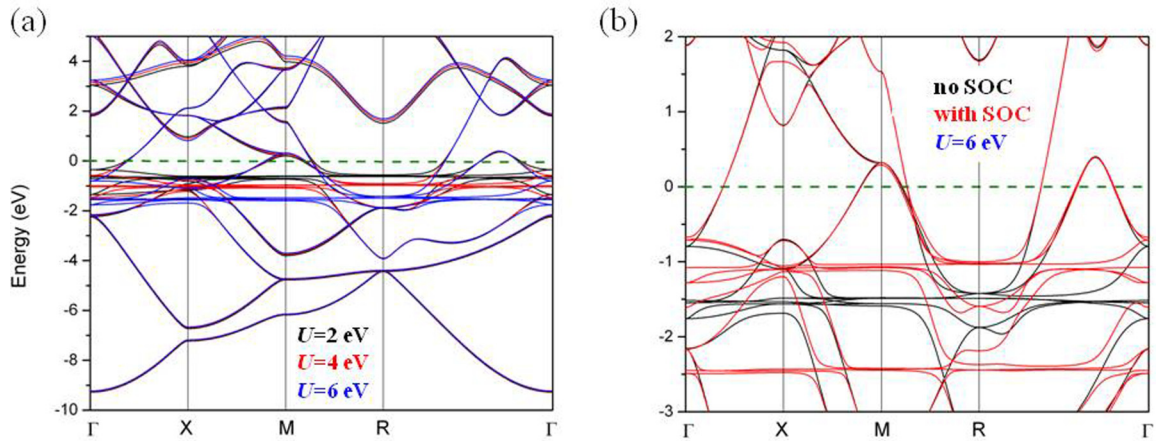 (a)
Energy (eV)
4
2
0
-2
-4
-6
-8
-10
U=2 eV
U=4 eV
U=6 eV
Γ X M R Γ
(b)
2
1
0
-1
-2
-3
no SOC
with SOC
U=6 eV
Γ X M R Γ